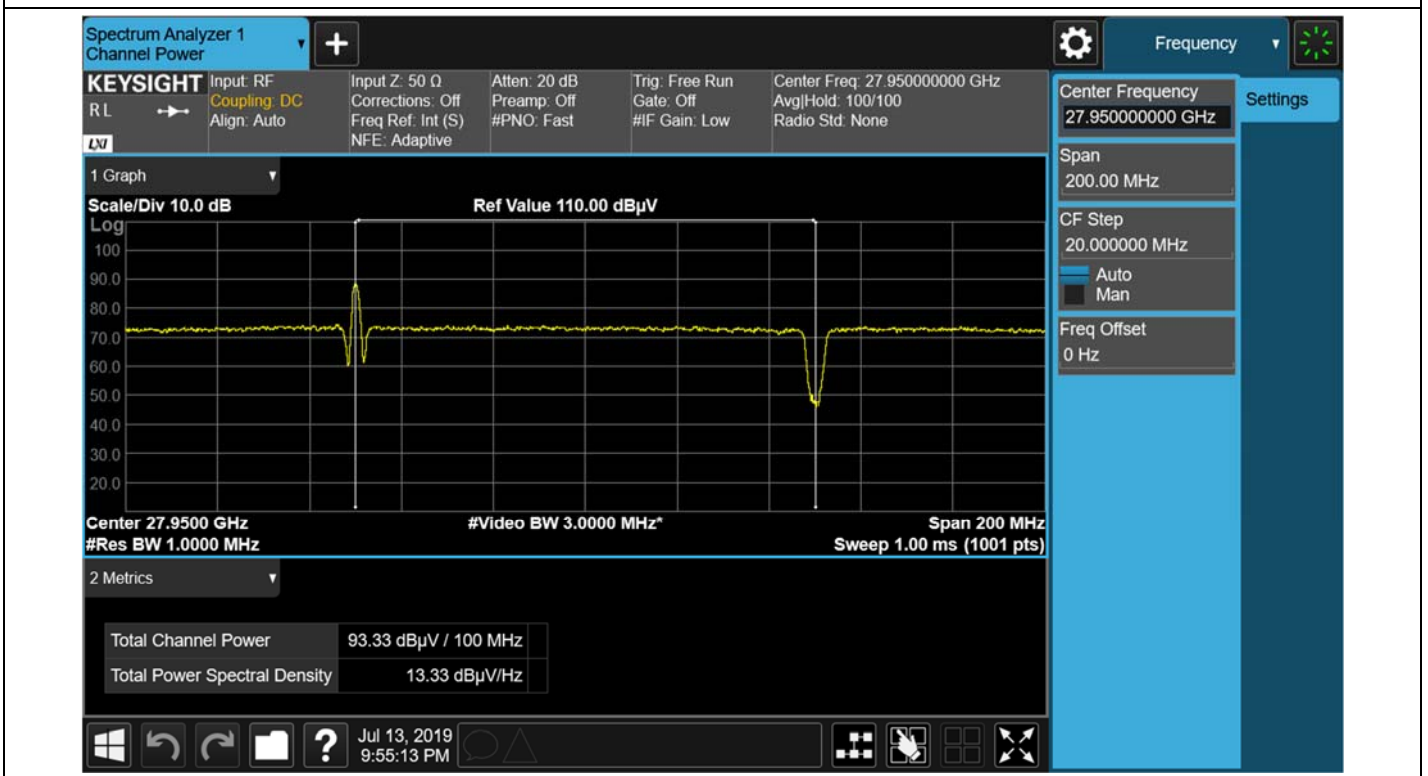 Spectrum Analyzer 1
Channel Power
Frequency
KEYSIGHT
R L
LXI
Input: RF
Coupling: DC
Align: Auto
Input Z: 50 Ω
Corrections: Off
Freq Ref: Int (S)
NFE: Adaptive
Atten: 20 dB
Preamp: Off
#PNO: Fast
Trig: Free Run
Gate: Off
#IF Gain: Low
Center Freq: 27.950000000 GHz
Avg|Hold: 100/100
Radio Std: None
Center Frequency
27.950000000 GHz
Settings
Span
200.00 MHz
CF Step
20.000000 MHz
Auto
Man
Freq Offset
0 Hz
1 Graph
Scale/Div 10.0 dB
Ref Value 110.00 dBµV
Log
100
90.0
80.0
70.0
60.0
50.0
40.0
30.0
20.0
Center 27.9500 GHz
#Video BW 3.0000 MHz*
Span 200 MHz
#Res BW 1.0000 MHz
Sweep 1.00 ms (1001 pts)
2 Metrics
Total Channel Power 93.33 dBµV / 100 MHz
Total Power Spectral Density 13.33 dBµV/Hz
?
Jul 13, 2019
9:55:13 PM